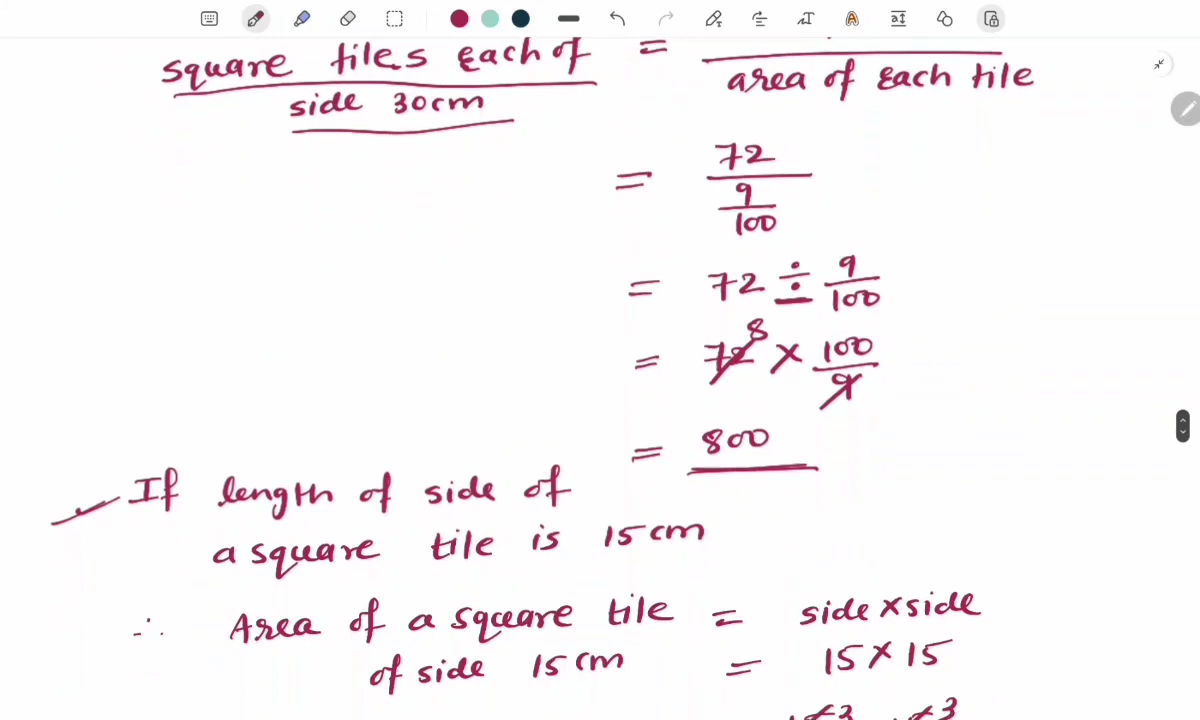 square tiles each of =
side 30cm
area of each tile
= 72
9
100
= 72 ÷ 9/100
= 72 8 × 100/9
= 800
If length of side of
a square tile is 15cm
∴ Area of a square tile = side × side
of side 15cm = 15 × 15